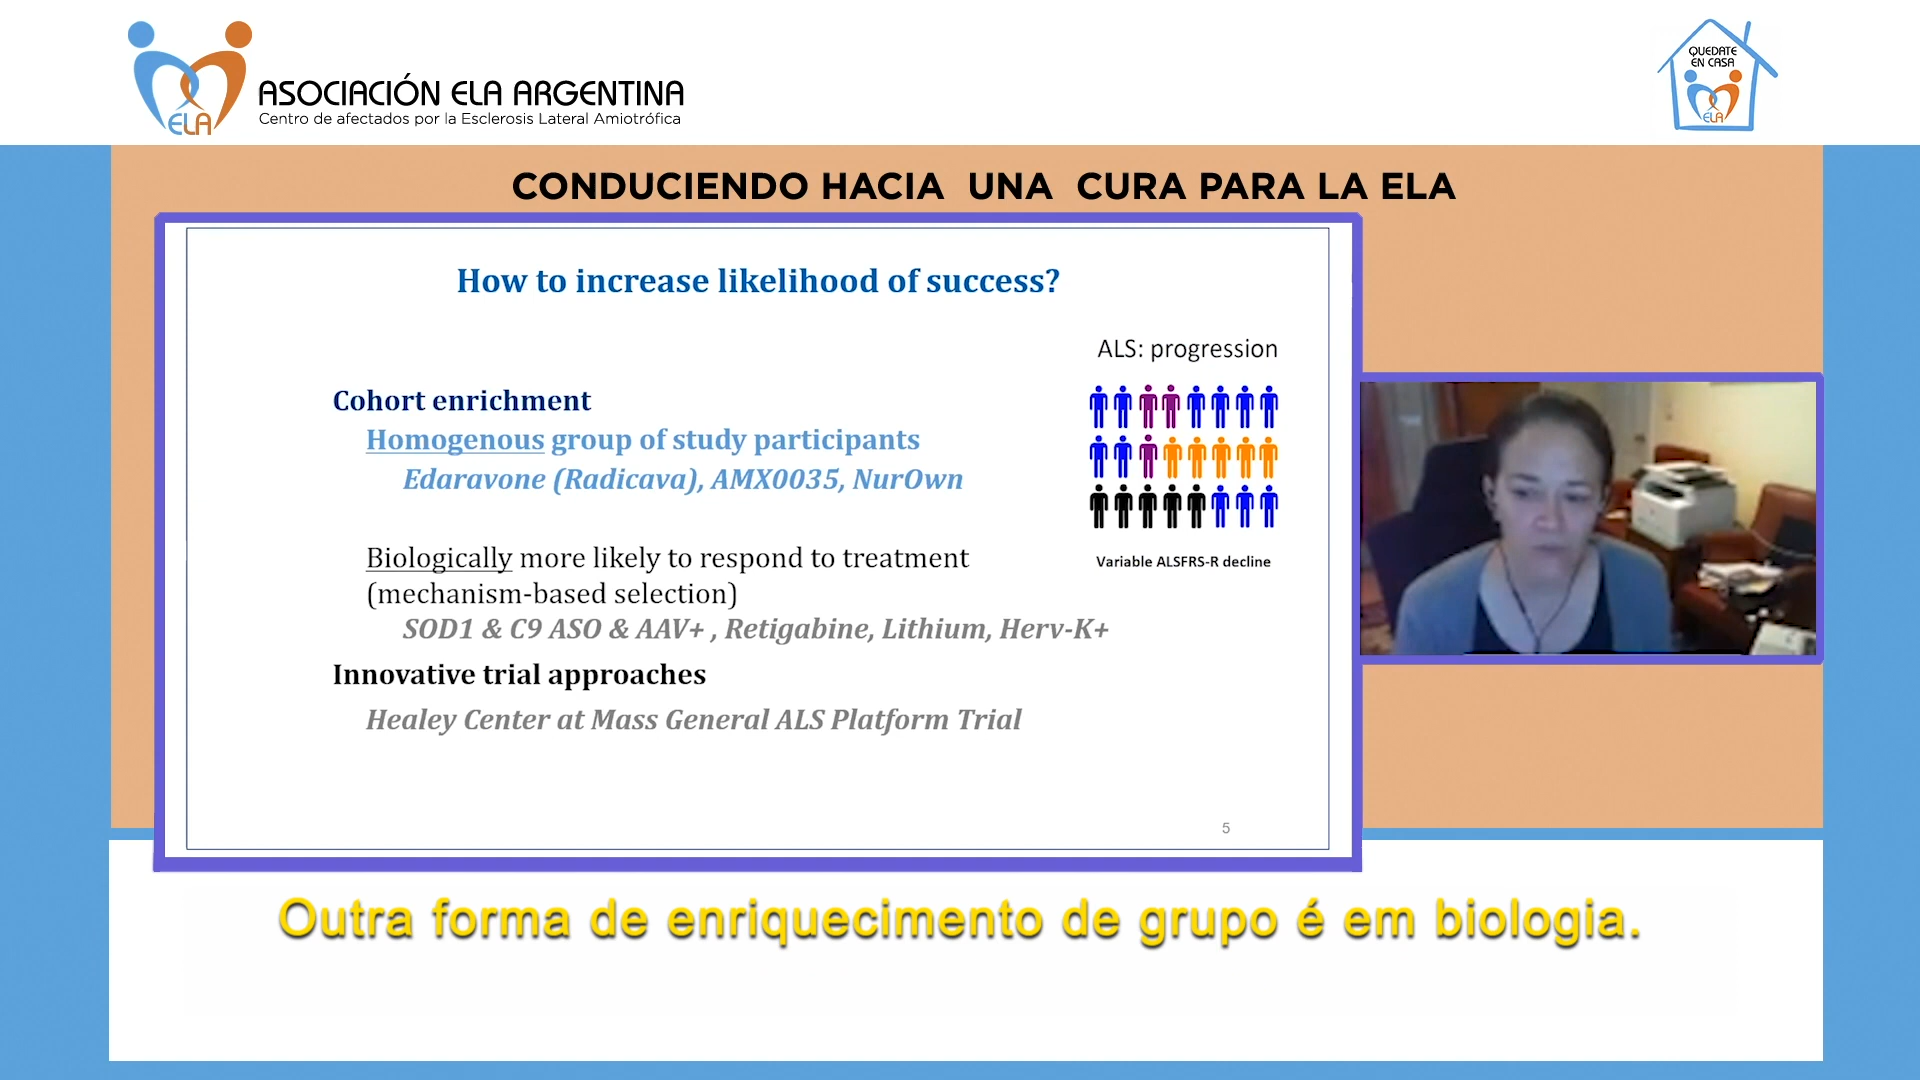 ELA
ASOCIACIÓN ELA ARGENTINA
Centro de afectados por la Esclerosis Lateral Amiotrófica
QUEDATE
EN CASA
ELA
CONDUCIENDO HACIA UNA CURA PARA LA ELA
How to increase likelihood of success?
ALS: progression
Cohort enrichment
Homogenous group of study participants
Edaravone (Radicava), AMX0035, NurOwn
Variable ALSFRS-R decline
Biologically more likely to respond to treatment
(mechanism-based selection)
SOD1 & C9 ASO & AAV+ , Retigabine, Lithium, Herv-K+
Innovative trial approaches
Healey Center at Mass General ALS Platform Trial
5
Outra forma de enriquecimento de grupo é em biologia.